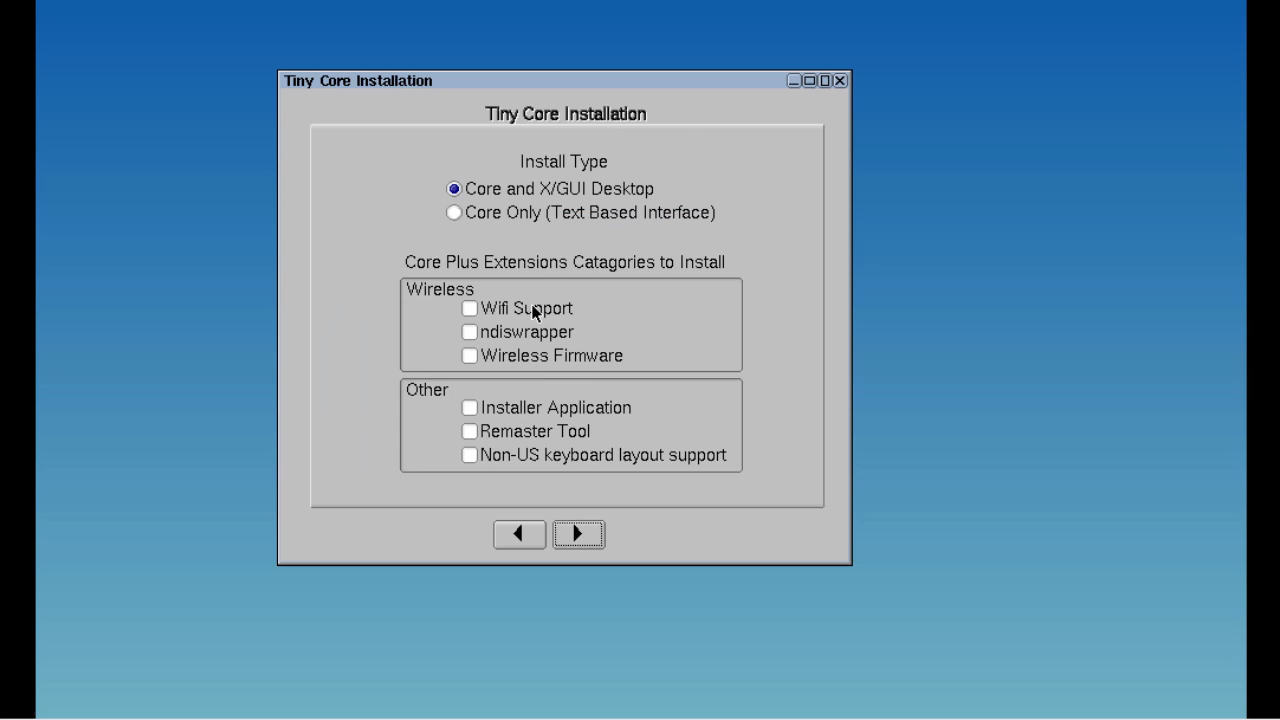 Tiny Core Installation
Tiny Core Installation
Install Type
Core and X/GUI Desktop
Core Only (Text Based Interface)
Core Plus Extensions Catagories to Install
Wireless
Wifi Support
ndiswrapper
Wireless Firmware
Other
Installer Application
Remaster Tool
Non-US keyboard layout support